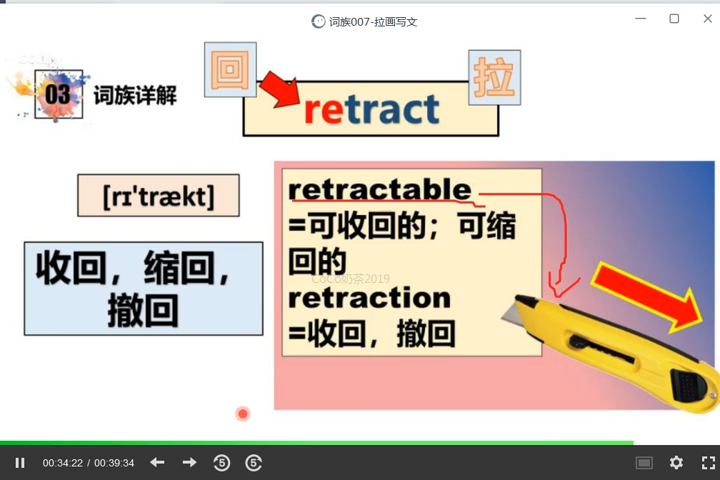 词族007-拉画写文
03
词族详解
回
拉
retract
[rɪ'trækt]
收回，缩回，
撤回
retractable
=可收回的；可缩
回的
CoCo奶茶2019
retraction
=收回，撤回
00:34:22 / 00:39:34
5
5